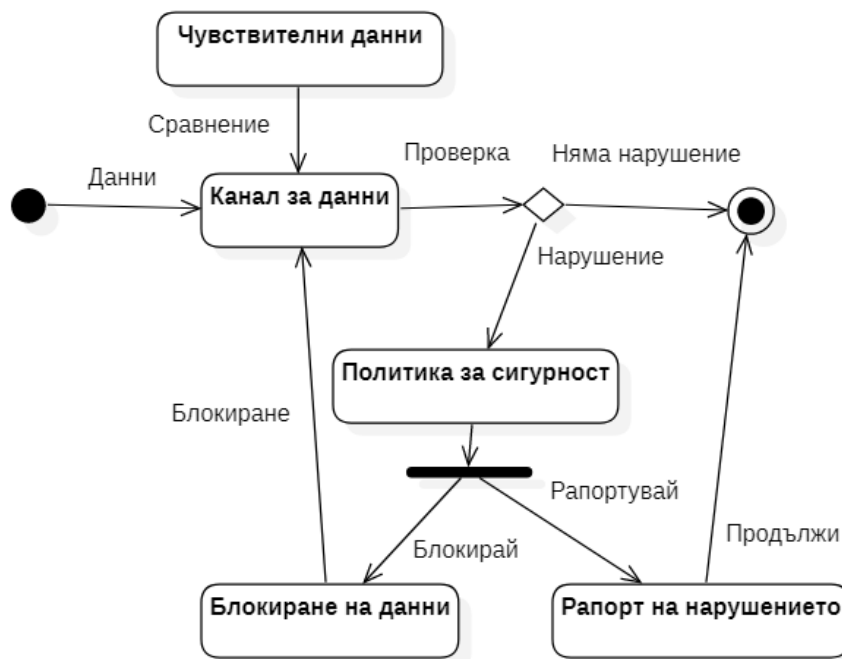 Чувствителни данни
Сравнение
Данни
Канал за данни
Проверка
Няма нарушение
Нарушение
Политика за сигурност
Блокиране
Рапортувай
Блокирай
Продължи
Блокиране на данни
Рапорт на нарушението